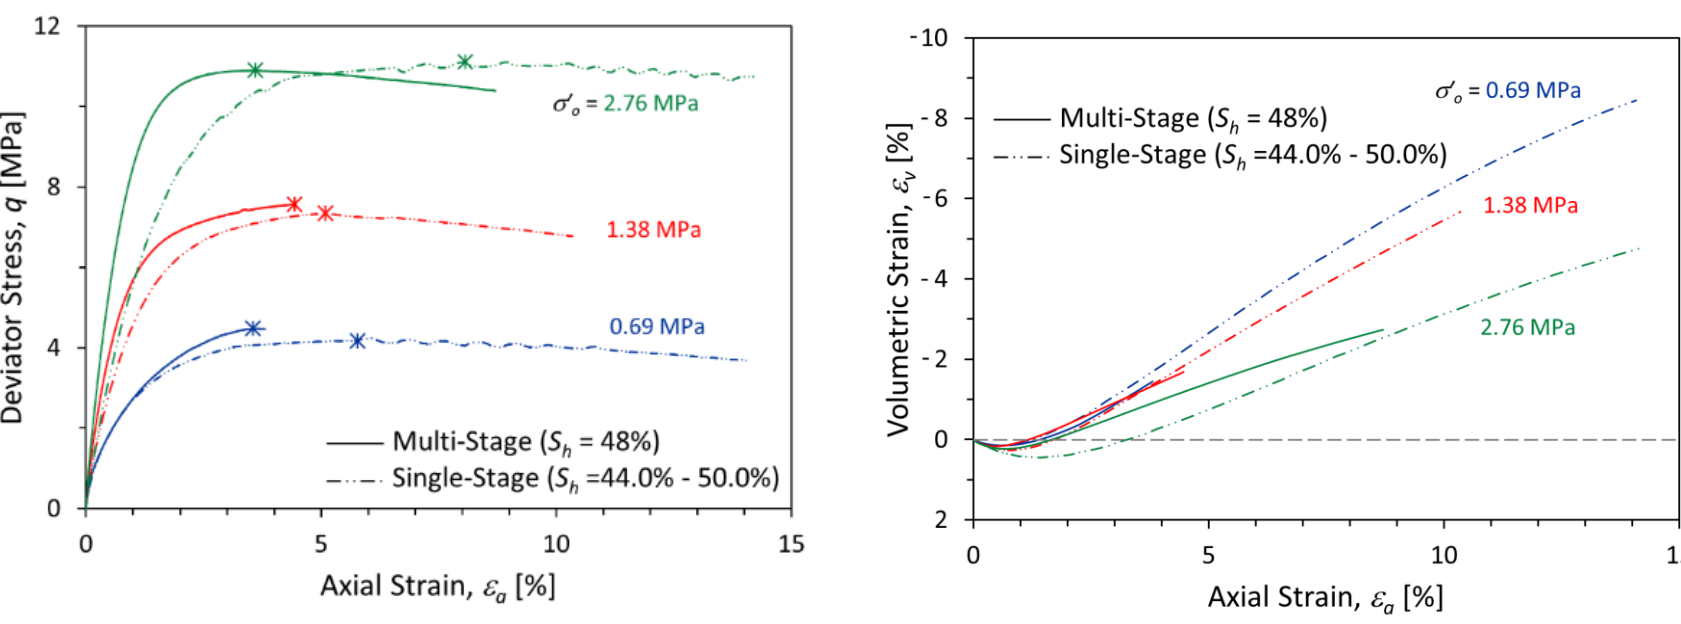 12
8
4
0
0
5
10
15
Deviator Stress, q [MPa]
Axial Strain, εa [%]
σ′o = 2.76 MPa
1.38 MPa
0.69 MPa
Multi-Stage (Sh = 48%)
Single-Stage (Sh =44.0% - 50.0%)
-10
-8
-6
-4
-2
0
2
0
5
10
1
Volumetric Strain, εv [%]
Axial Strain, εa [%]
σ′o = 0.69 MPa
Multi-Stage (Sh = 48%)
Single-Stage (Sh =44.0% - 50.0%)
1.38 MPa
2.76 MPa